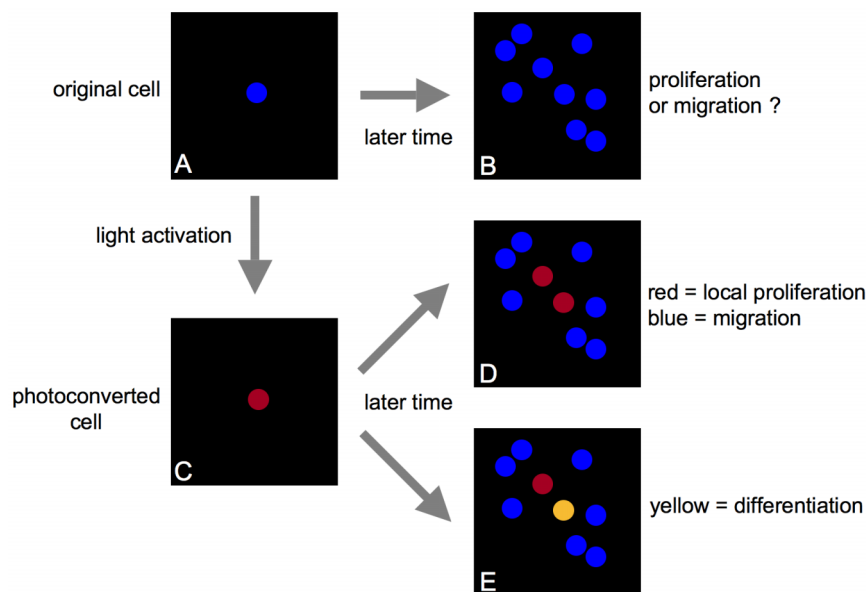 original cell
A
later time
B
proliferation
or migration ?
light activation
photoconverted
cell
C
later time
D
red = local proliferation
blue = migration
E
yellow = differentiation